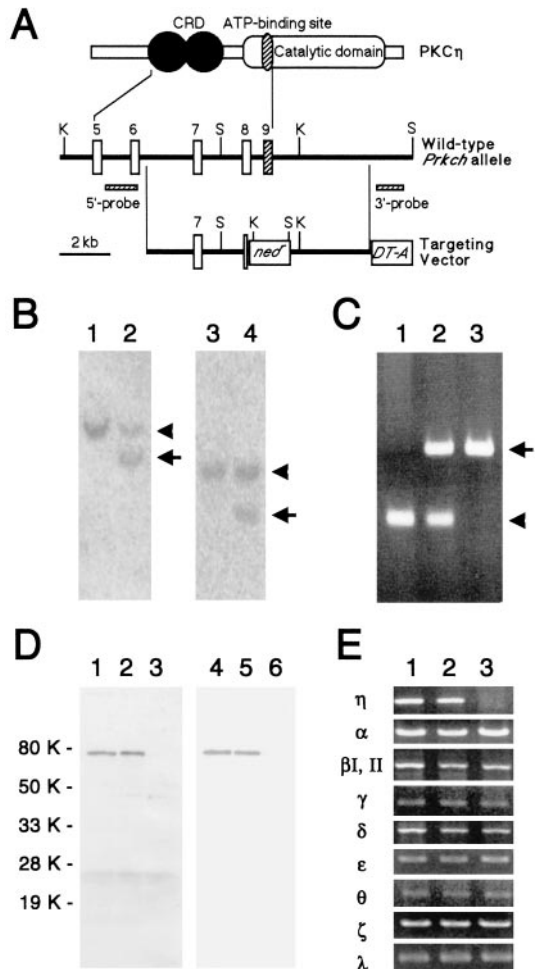 A
CRD ATP-binding site
Catalytic domain
PKCη
K 5 6 7 S 8 9 K S
Wild-type
Prkch allele
5'-probe
3'-probe
2 kb
7 S K S K
neoʳ
DT-A
Targeting
Vector
B
1 2 3 4
C
1 2 3
D
1 2 3 4 5 6
80 K -
50 K -
33 K -
28 K -
19 K -
E
1 2 3
η
α
βI, II
γ
δ
ε
θ
ζ
λ